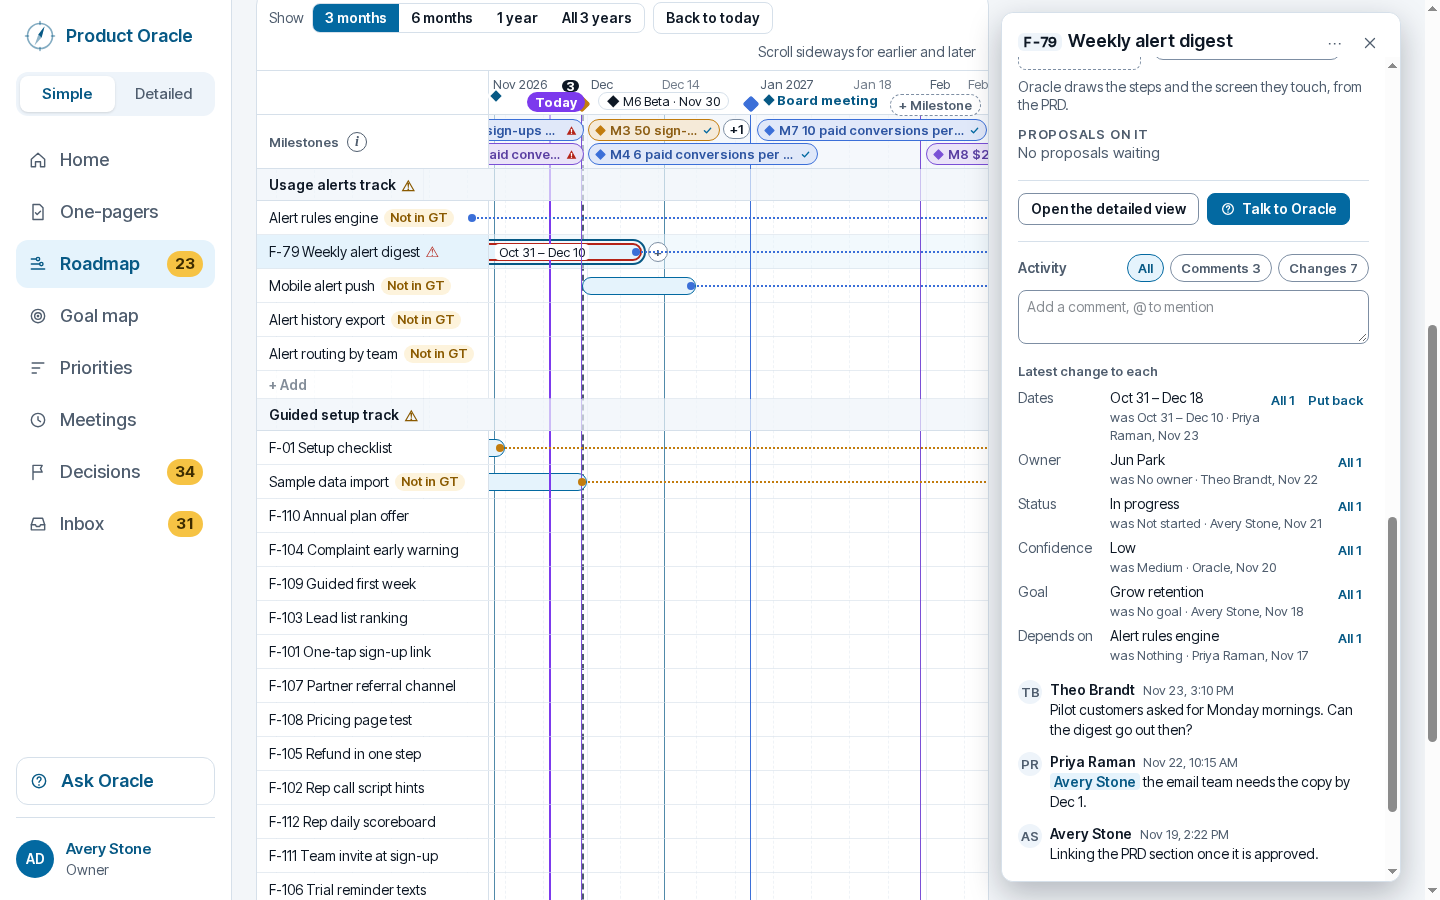 Product Oracle
Simple
Detailed
Home
One-pagers
Roadmap
23
Goal map
Priorities
Meetings
Decisions
34
Inbox
31
Ask Oracle
AD
Avery Stone
Owner
Show
3 months
6 months
1 year
All 3 years
Back to today
Scroll sideways for earlier and later
Nov 2026
3
Dec
Dec 14
Jan 2027
Jan 18
Feb
Feb
Today
M6 Beta · Nov 30
Board meeting
+ Milestone
Milestones
i
sign-ups ...
M3 50 sign-...
+1
M7 10 paid conversions per...
aid conve...
M4 6 paid conversions per ...
M8 $2
Usage alerts track
Alert rules engine
Not in GT
F-79 Weekly alert digest
Oct 31 – Dec 10
Mobile alert push
Not in GT
Alert history export
Not in GT
Alert routing by team
Not in GT
+ Add
Guided setup track
F-01 Setup checklist
Sample data import
Not in GT
F-110 Annual plan offer
F-104 Complaint early warning
F-109 Guided first week
F-103 Lead list ranking
F-101 One-tap sign-up link
F-107 Partner referral channel
F-108 Pricing page test
F-105 Refund in one step
F-102 Rep call script hints
F-112 Rep daily scoreboard
F-111 Team invite at sign-up
F-106 Trial reminder texts
F-79 Weekly alert digest
Oracle draws the steps and the screen they touch, from
the PRD.
PROPOSALS ON IT
No proposals waiting
Open the detailed view
Talk to Oracle
Activity
All
Comments 3
Changes 7
Add a comment, @ to mention
Latest change to each
Dates
Oct 31 – Dec 18
All 1
Put back
was Oct 31 – Dec 10 · Priya
Raman, Nov 23
Owner
Jun Park
All 1
was No owner · Theo Brandt, Nov 22
Status
In progress
All 1
was Not started · Avery Stone, Nov 21
Confidence
Low
All 1
was Medium · Oracle, Nov 20
Goal
Grow retention
All 1
was No goal · Avery Stone, Nov 18
Depends on
Alert rules engine
All 1
was Nothing · Priya Raman, Nov 17
TB
Theo Brandt
Nov 23, 3:10 PM
Pilot customers asked for Monday mornings. Can
the digest go out then?
PR
Priya Raman
Nov 22, 10:15 AM
Avery Stone the email team needs the copy by
Dec 1.
AS
Avery Stone
Nov 19, 2:22 PM
Linking the PRD section once it is approved.